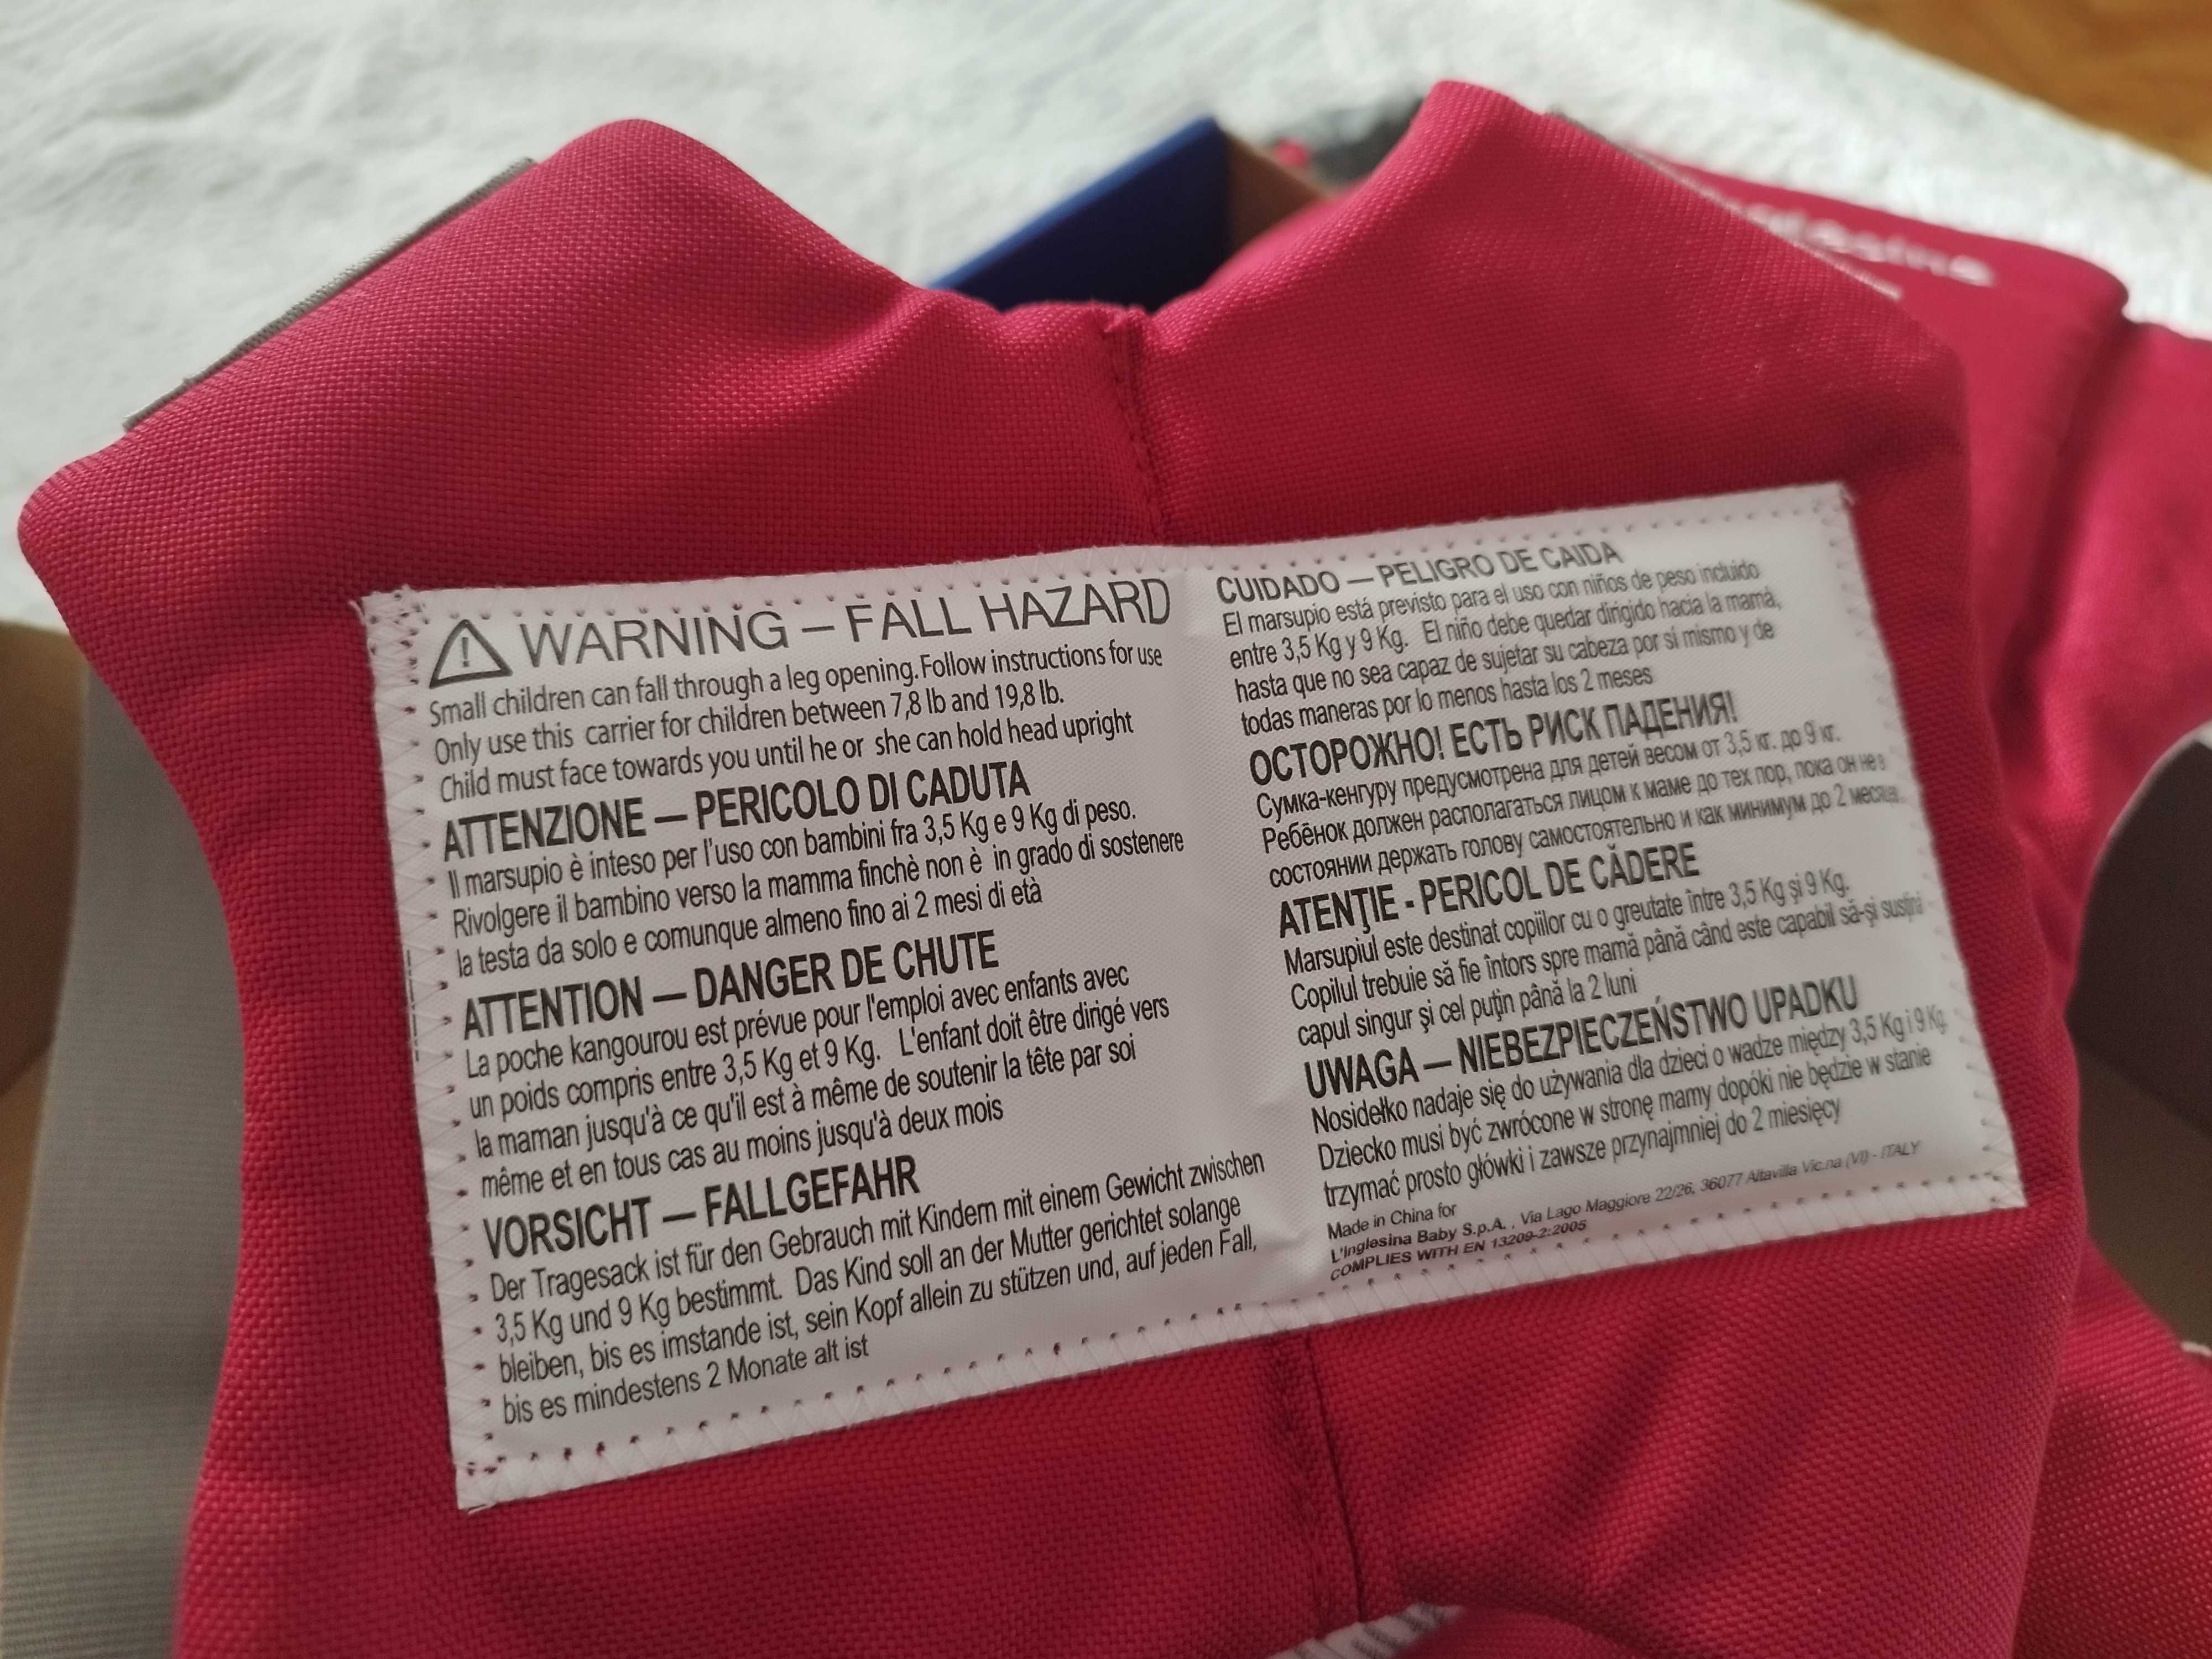 WARNING – FALL HAZARD
Small children can fall through a leg opening. Follow instructions for use
Only use this carrier for children between 7,8 lb and 19,8 lb.
Child must face towards you until he or she can hold head upright
ATTENZIONE — PERICOLO DI CADUTA
Il marsupio è inteso per l'uso con bambini fra 3,5 Kg e 9 Kg di peso.
Rivolgere il bambino verso la mamma finchè non è in grado di sostenere
la testa da solo e comunque almeno fino ai 2 mesi di età
ATTENTION — DANGER DE CHUTE
La poche kangourou est prévue pour l'emploi avec enfants avec
un poids compris entre 3,5 Kg et 9 Kg. L'enfant doit être dirigé vers
la maman jusqu'à ce qu'il est à même de soutenir la tête par soi
même et en tous cas au moins jusqu'à deux mois
VORSICHT — FALLGEFAHR
Der Tragesack ist für den Gebrauch mit Kindern mit einem Gewicht zwischen
3,5 Kg und 9 Kg bestimmt. Das Kind soll an der Mutter gerichtet solange
bleiben, bis es imstande ist, sein Kopf allein zu stützen und, auf jeden Fall,
bis es mindestens 2 Monate alt ist
CUIDADO — PELIGRO DE CAIDA
El marsupio está previsto para el uso con niños de peso incluido
entre 3,5 Kg y 9 Kg. El niño debe quedar dirigido hacia la mamá,
hasta que no sea capaz de sujetar su cabeza por sí mismo y de
todas maneras por lo menos hasta los 2 meses
ОСТОРОЖНО! ЕСТЬ РИСК ПАДЕНИЯ!
Сумка-кенгуру предусмотрена для детей весом от 3,5 кг. до 9 кг.
Ребёнок должен располагаться лицом к маме до тех пор, пока он не в
состоянии держать голову самостоятельно и как минимум до 2 месяцев.
ATENŢIE - PERICOL DE CĂDERE
Marsupiul este destinat copiilor cu o greutate între 3,5 Kg şi 9 Kg.
Copilul trebuie să fie întors spre mamă până când este capabil să-şi susţină
capul singur şi cel puţin până la 2 luni
UWAGA — NIEBEZPIECZEŃSTWO UPADKU
Nosidełko nadaje się do używania dla dzieci o wadze między 3,5 Kg i 9 Kg.
Dziecko musi być zwrócone w stronę mamy dopóki nie będzie w stanie
trzymać prosto główki i zawsze przynajmniej do 2 miesięcy
Made in China for
L'Inglesina Baby S.p.A. . Via Lago Maggiore 22/26, 36077 Altavilla Vic.na (VI) - ITALY
COMPLIES WITH EN 13209-2:2005